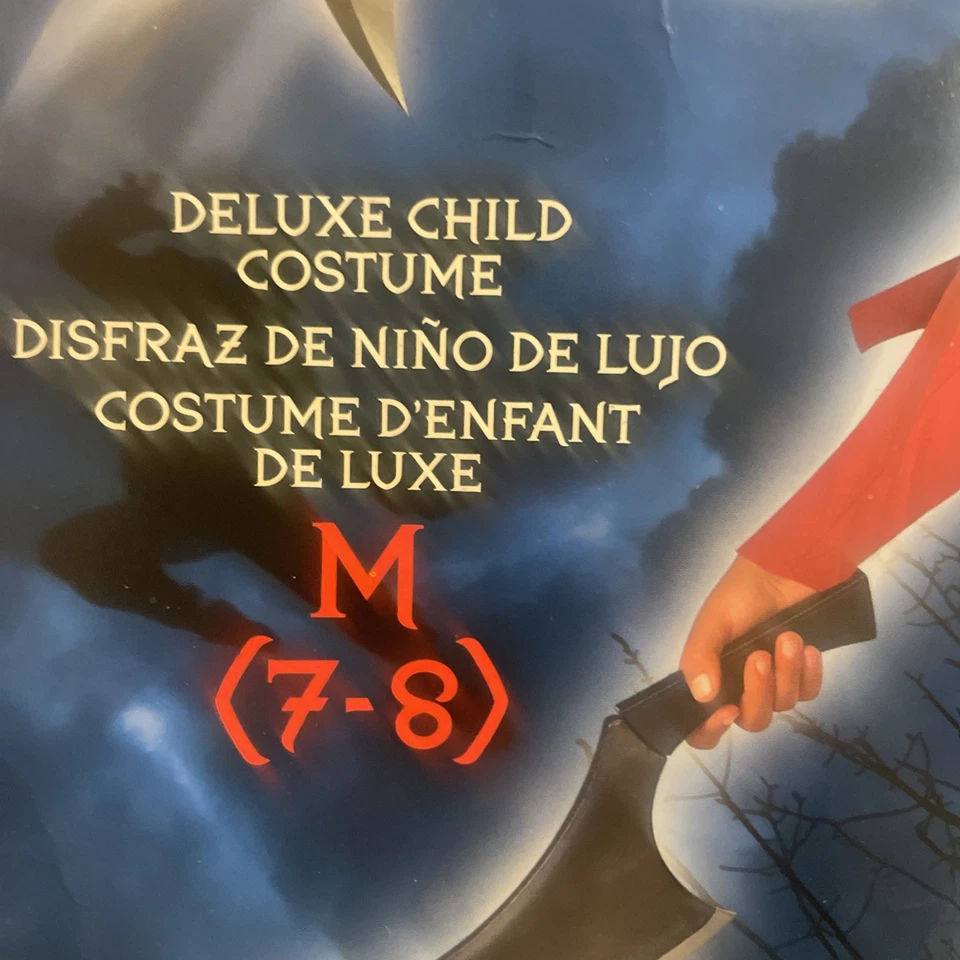 DELUXE CHILD
COSTUME
DISFRAZ DE NIÑO DE LUJO
COSTUME D'ENFANT
DE LUXE
M
(7-8)